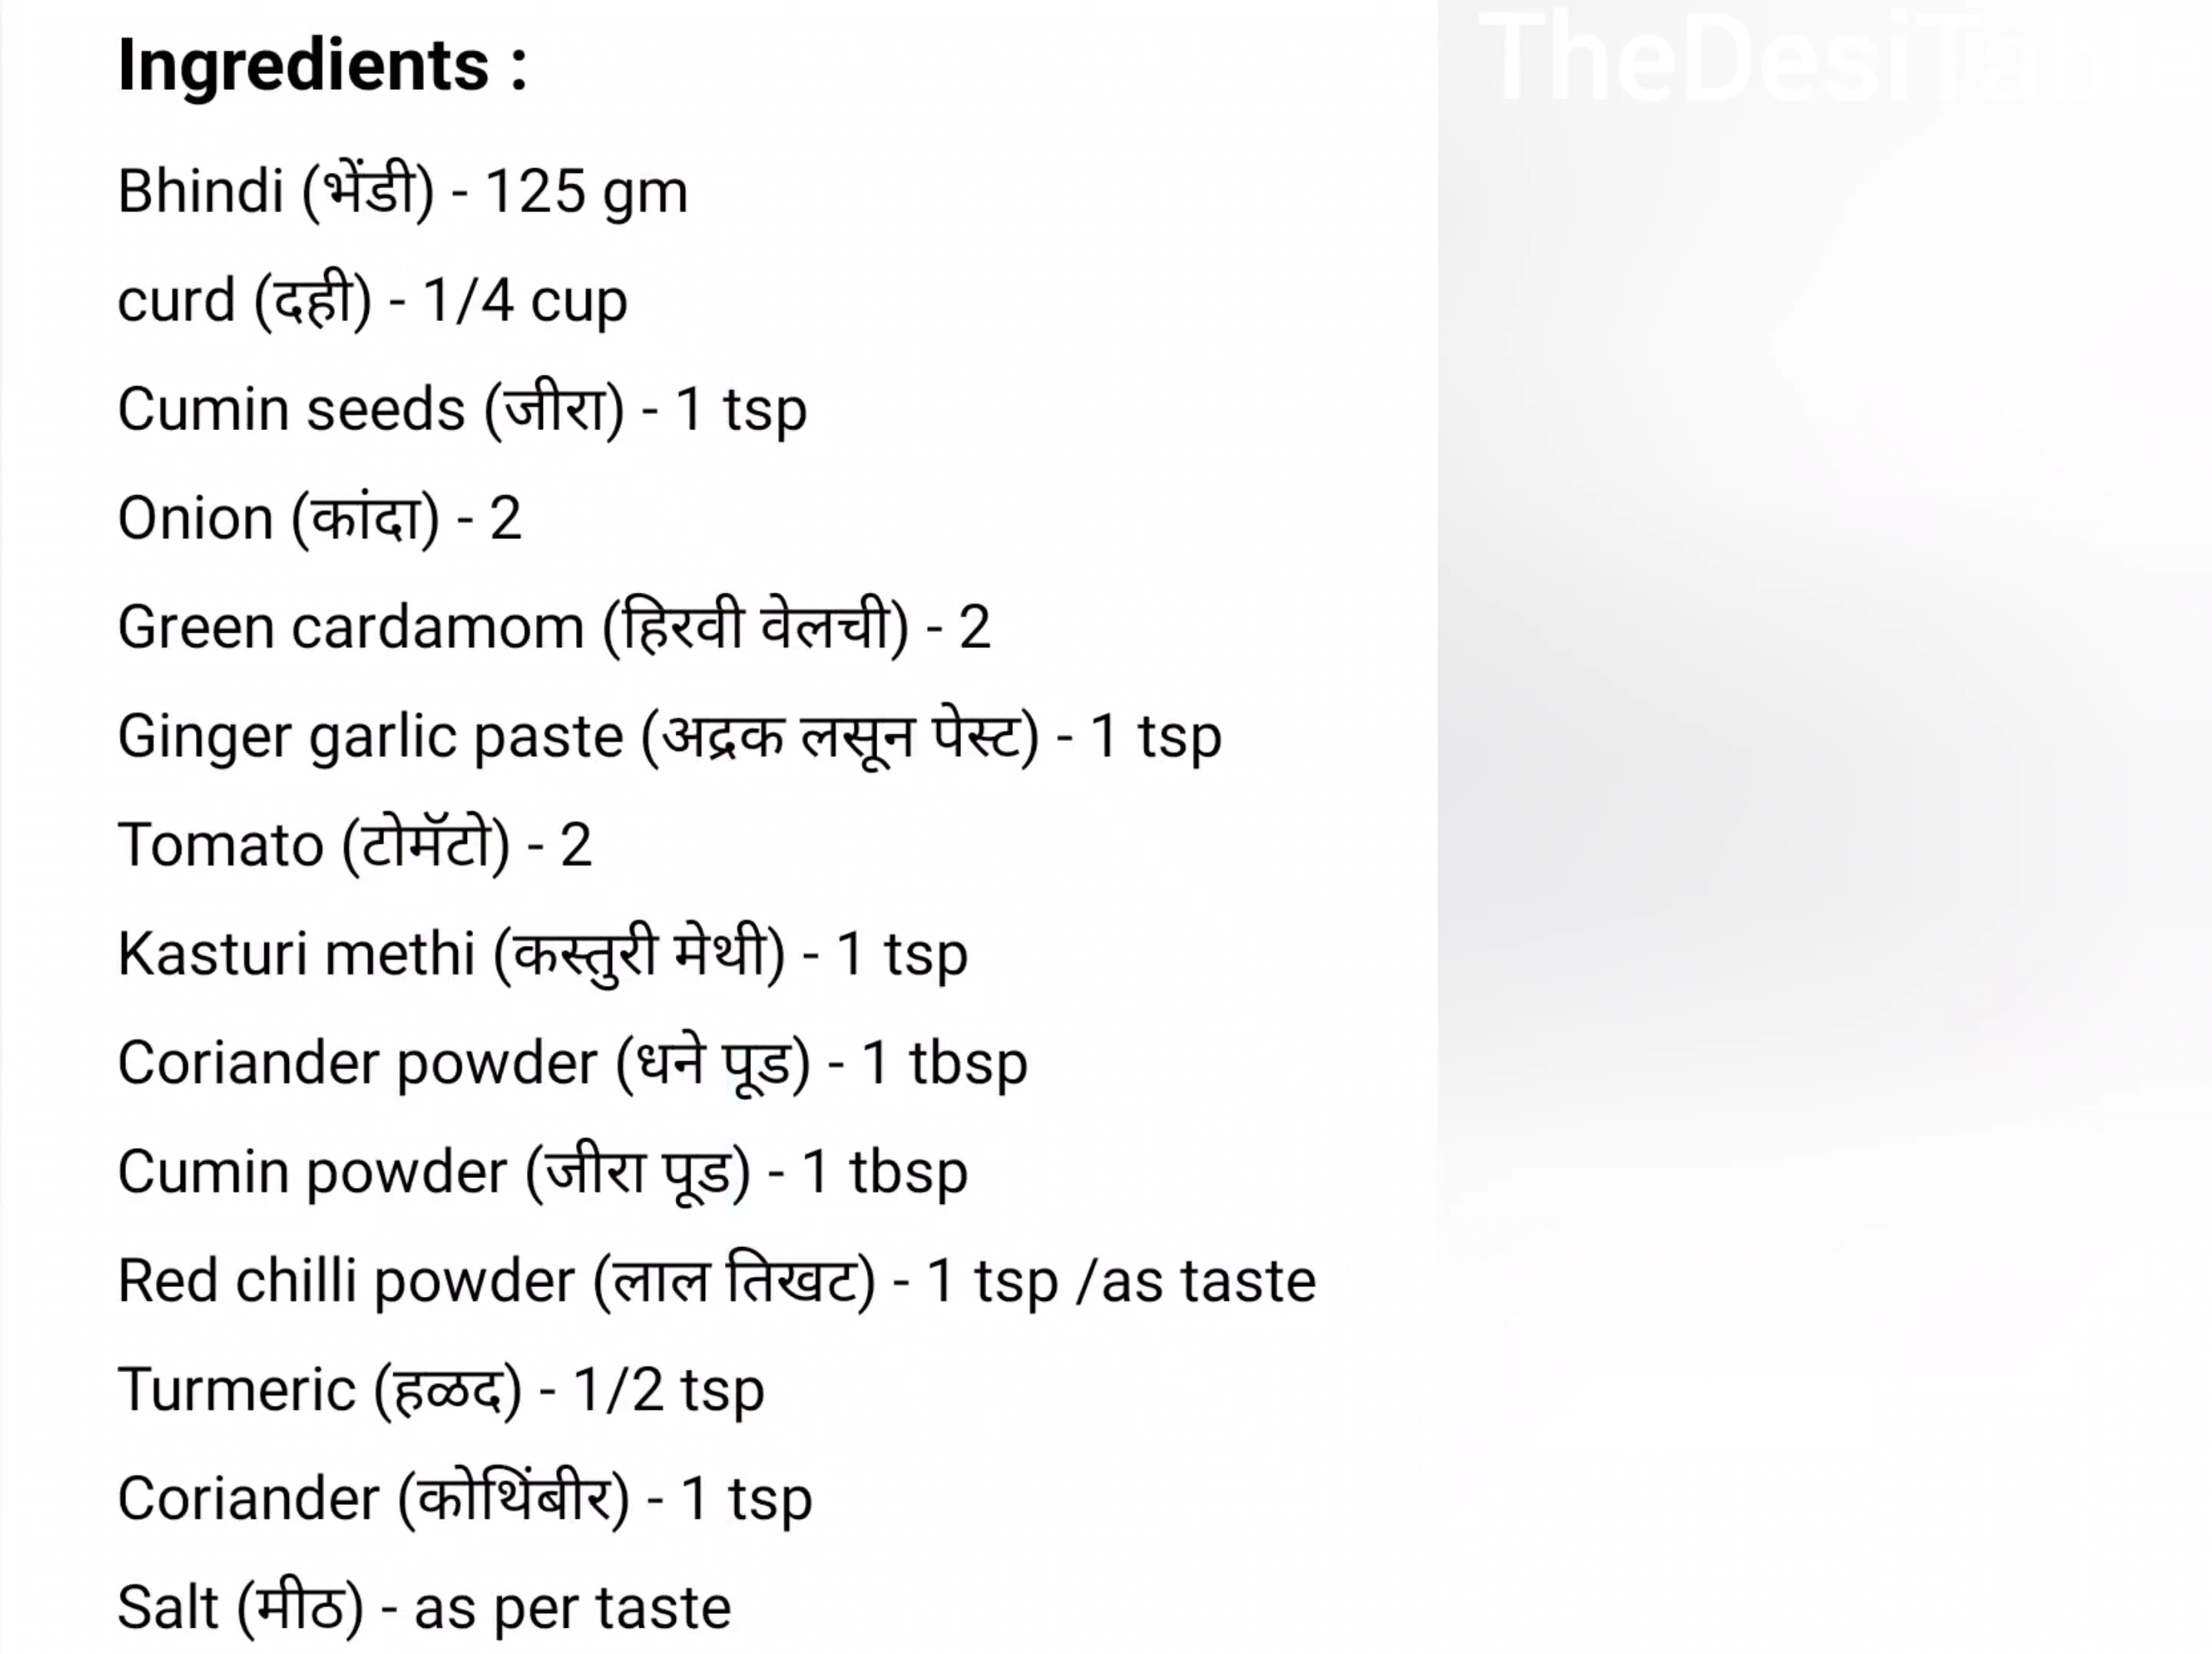 TheDesiTab
Ingredients :
Bhindi (भेंडी) - 125 gm
curd (दही) - 1/4 cup
Cumin seeds (जीरा) - 1 tsp
Onion (कांदा) - 2
Green cardamom (हिरवी वेलची) - 2
Ginger garlic paste (अद्रक लसून पेस्ट) - 1 tsp
Tomato (टोमॅटो) - 2
Kasturi methi (कस्तुरी मेथी) - 1 tsp
Coriander powder (धने पूड) - 1 tbsp
Cumin powder (जीरा पूड) - 1 tbsp
Red chilli powder (लाल तिखट) - 1 tsp /as taste
Turmeric (हळद) - 1/2 tsp
Coriander (कोथिंबीर) - 1 tsp
Salt (मीठ) - as per taste